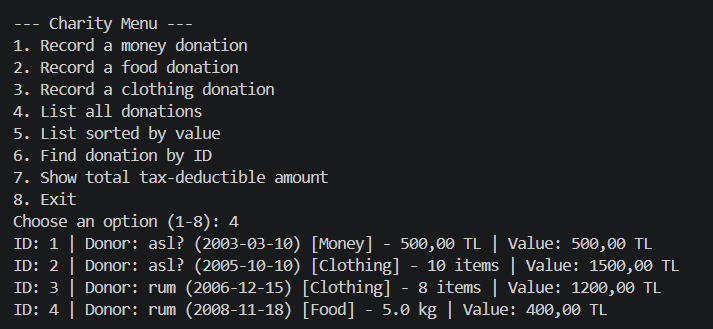 --- Charity Menu ---
1. Record a money donation
2. Record a food donation
3. Record a clothing donation
4. List all donations
5. List sorted by value
6. Find donation by ID
7. Show total tax-deductible amount
8. Exit
Choose an option (1-8): 4
ID: 1 | Donor: asl? (2003-03-10) [Money] - 500,00 TL | Value: 500,00 TL
ID: 2 | Donor: asl? (2005-10-10) [Clothing] - 10 items | Value: 1500,00 TL
ID: 3 | Donor: rum (2006-12-15) [Clothing] - 8 items | Value: 1200,00 TL
ID: 4 | Donor: rum (2008-11-18) [Food] - 5.0 kg | Value: 400,00 TL